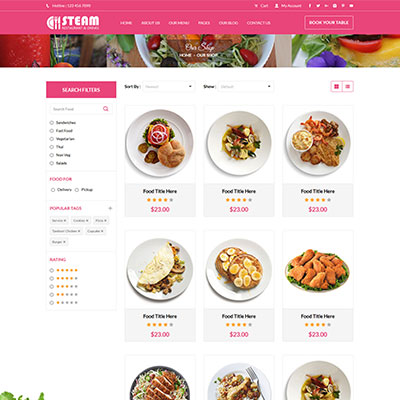 Hotline : 123 456 7899
Cart
My Account
STEAM
RESTAURANT & DRINKS
HOME
ABOUT US
OUR MENU
PAGES
OUR BLOG
CONTACT US
BOOK YOUR TABLE
Our Shop
HOME - OUR SHOP
SEARCH FILTERS
Search Food
Sandwiches
Fast Food
Vegetarian
Thai
Non Veg
Salads
FOOD FOR
Delivery
Pickup
POPULAR TAGS
Cookies
Pizza
Tandoori Chicken
Cupcake
Burger
RATING
Sort By :
Newest
Show :
Default
Food Title Here
$23.00
Food Title Here
$23.00
Food Title Here
$23.00
Food Title Here
$23.00
Food Title Here
$23.00
Food Title Here
$23.00